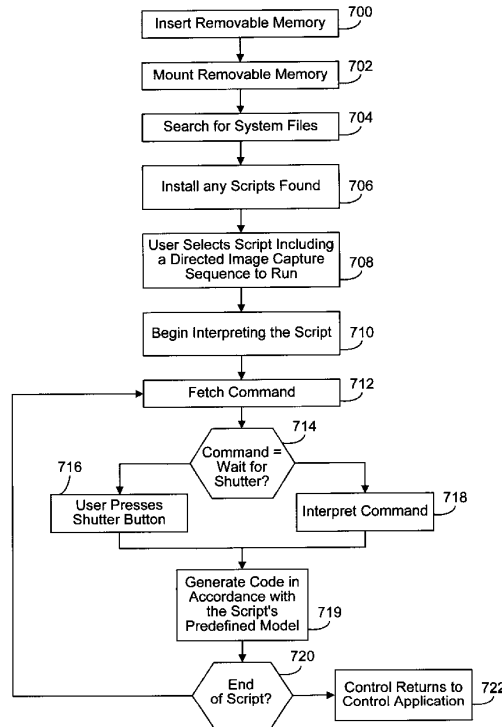 Insert Removable Memory
700
Mount Removable Memory
702
Search for System Files
704
Install any Scripts Found
706
User Selects Script Including
a Directed Image Capture
Sequence to Run
708
Begin Interpreting the Script
710
Fetch Command
712
714
Command =
Wait for
Shutter?
716
User Presses
Shutter Button
Interpret Command
718
Generate Code in
Accordance with
the Script's
Predefined Model
719
720
End
of Script?
Control Returns to
Control Application
722